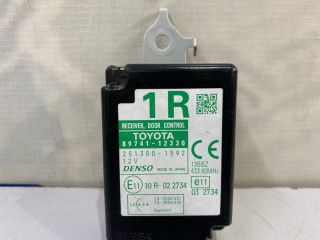 1R
RECEIVER, DOOR CONTROL
TOYOTA
89741-12330
251300-1592
12V
DENSO MADE IN JAPAN
CE
433.92MHz
E11 10 R-02 2734
e11
03 2734